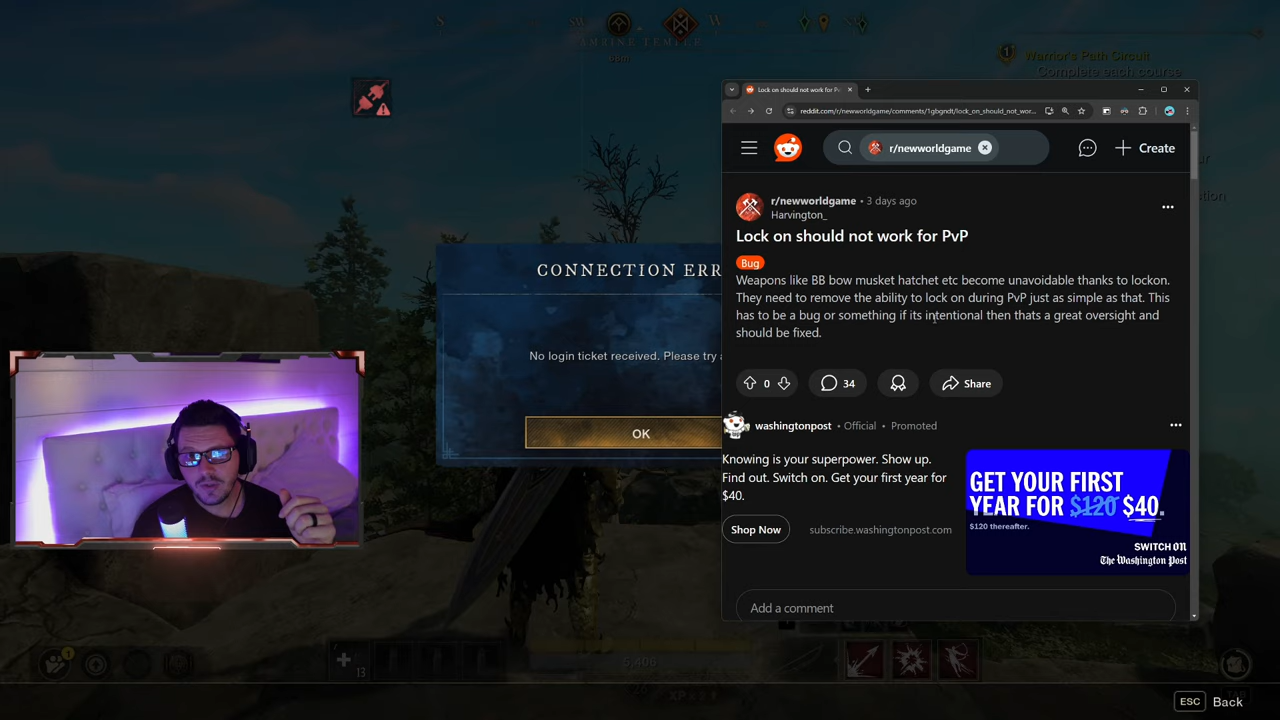 S
SW
W
68m
Warrior's Path Circuit
Complete each course
CONNECTION ERR
No login ticket received. Please try a
OK
Lock on should not work for P
reddit.com/r/newworldgame/comments/1gbgndt/lock_on_should_not_wor...
r/newworldgame
Create
r/newworldgame • 3 days ago
Harvington_
Lock on should not work for PvP
Bug
Weapons like BB bow musket hatchet etc become unavoidable thanks to lockon.
They need to remove the ability to lock on during PvP just as simple as that. This
has to be a bug or something if its intentional then thats a great oversight and
should be fixed.
0
34
Share
washingtonpost • Official • Promoted
Knowing is your superpower. Show up.
Find out. Switch on. Get your first year for
$40.
Shop Now
subscribe.washingtonpost.com
GET YOUR FIRST
YEAR FOR $120 $40.
$120 thereafter.
SWITCH ON
The Washington Post
Add a comment
13
5,406
XP
ESC Back